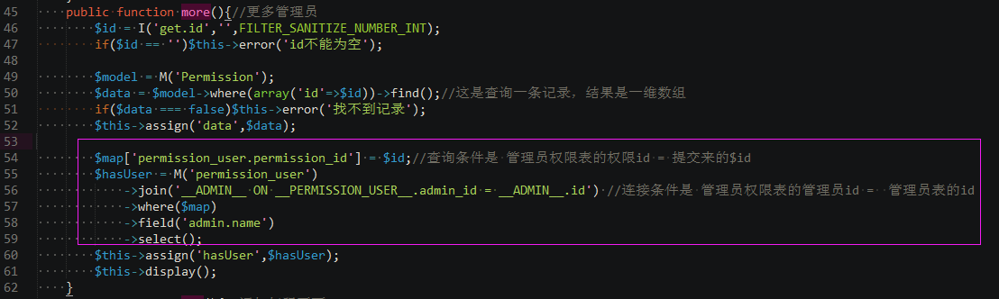 45 public function more(){//更多管理员
46 $id = I('get.id','',FILTER_SANITIZE_NUMBER_INT);
47 if($id == '')$this->error('id不能为空');
48
49 $model = M('Permission');
50 $data = $model->where(array('id'=>$id))->find();//这是查询一条记录，结果是一维数组
51 if($data === false)$this->error('找不到记录');
52 $this->assign('data',$data);
53
54 $map['permission_user.permission_id'] = $id;//查询条件是 管理员权限表的权限id = 提交来的$id
55 $hasUser = M('permission_user')
56 ->join('__ADMIN__ ON __PERMISSION_USER__.admin_id = __ADMIN__.id') //连接条件是 管理员权限表的管理员id = 管理员表的id
57 ->where($map)
58 ->field('admin.name')
59 ->select();
60 $this->assign('hasUser',$hasUser);
61 $this->display();
62 }